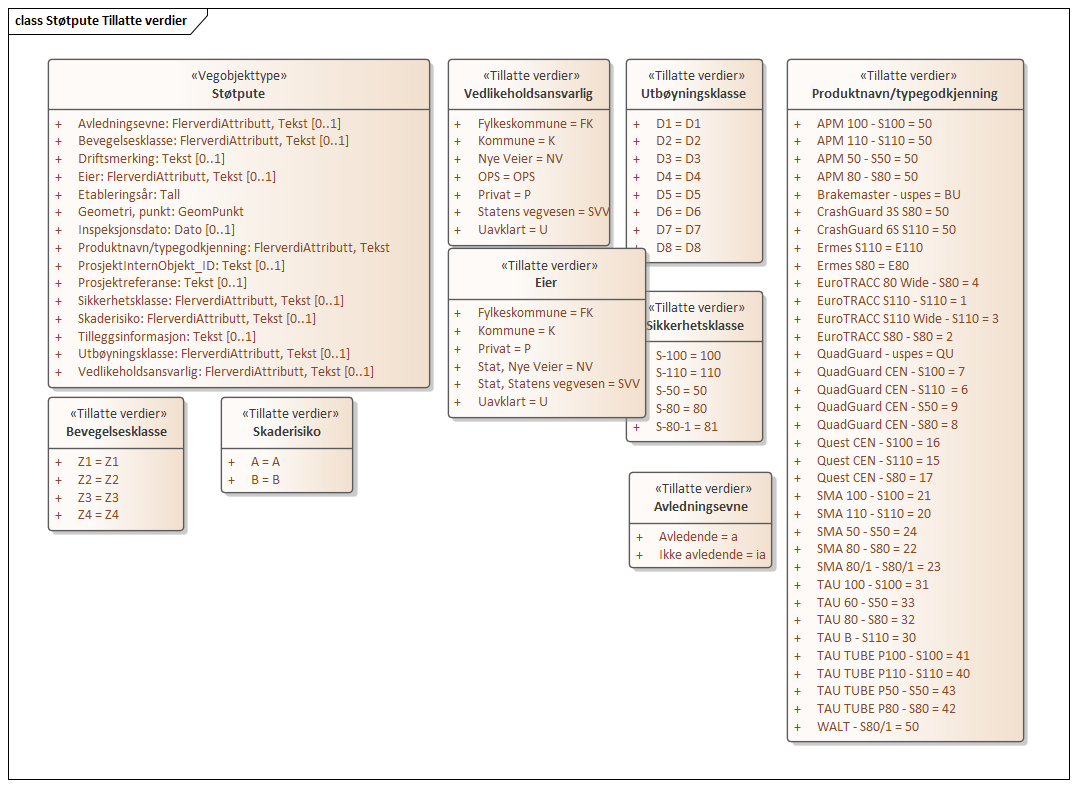 class Støtpute Tillatte verdier
«Vegobjekttype»
Støtpute
+ Avledningsevne: FlerverdiAttributt, Tekst [0..1]
+ Bevegelsesklasse: FlerverdiAttributt, Tekst [0..1]
+ Driftsmerking: Tekst [0..1]
+ Eier: FlerverdiAttributt, Tekst [0..1]
+ Etableringsår: Tall
+ Geometri, punkt: GeomPunkt
+ Inspeksjonsdato: Dato [0..1]
+ Produktnavn/typegodkjenning: FlerverdiAttributt, Tekst
+ ProsjektInternObjekt_ID: Tekst [0..1]
+ Prosjektreferanse: Tekst [0..1]
+ Sikkerhetsklasse: FlerverdiAttributt, Tekst [0..1]
+ Skaderisiko: FlerverdiAttributt, Tekst [0..1]
+ Tilleggsinformasjon: Tekst [0..1]
+ Utbøyningsklasse: FlerverdiAttributt, Tekst [0..1]
+ Vedlikeholdsansvarlig: FlerverdiAttributt, Tekst [0..1]
«Tillatte verdier»
Bevegelsesklasse
+ Z1 = Z1
+ Z2 = Z2
+ Z3 = Z3
+ Z4 = Z4
«Tillatte verdier»
Skaderisiko
+ A = A
+ B = B
«Tillatte verdier»
Vedlikeholdsansvarlig
+ Fylkeskommune = FK
+ Kommune = K
+ Nye Veier = NV
+ OPS = OPS
+ Privat = P
+ Statens vegvesen = SVV
+ Uavklart = U
«Tillatte verdier»
Eier
+ Fylkeskommune = FK
+ Kommune = K
+ Privat = P
+ Stat, Nye Veier = NV
+ Stat, Statens vegvesen = SVV
+ Uavklart = U
«Tillatte verdier»
Utbøyningsklasse
+ D1 = D1
+ D2 = D2
+ D3 = D3
+ D4 = D4
+ D5 = D5
+ D6 = D6
+ D7 = D7
+ D8 = D8
«Tillatte verdier»
Sikkerhetsklasse
S-100 = 100
S-110 = 110
S-50 = 50
S-80 = 80
+ S-80-1 = 81
«Tillatte verdier»
Avledningsevne
+ Avledende = a
+ Ikke avledende = ia
«Tillatte verdier»
Produktnavn/typegodkjenning
+ APM 100 - S100 = 50
+ APM 110 - S110 = 50
+ APM 50 - S50 = 50
+ APM 80 - S80 = 50
+ Brakemaster - uspes = BU
+ CrashGuard 3S S80 = 50
+ CrashGuard 6S S110 = 50
+ Ermes S110 = E110
+ Ermes S80 = E80
+ EuroTRACC 80 Wide - S80 = 4
+ EuroTRACC S110 - S110 = 1
+ EuroTRACC S110 Wide - S110 = 3
+ EuroTRACC S80 - S80 = 2
+ QuadGuard - uspes = QU
+ QuadGuard CEN - S100 = 7
+ QuadGuard CEN - S110  = 6
+ QuadGuard CEN - S50 = 9
+ QuadGuard CEN - S80 = 8
+ Quest CEN - S100 = 16
+ Quest CEN - S110 = 15
+ Quest CEN - S80 = 17
+ SMA 100 - S100 = 21
+ SMA 110 - S110 = 20
+ SMA 50 - S50 = 24
+ SMA 80 - S80 = 22
+ SMA 80/1 - S80/1 = 23
+ TAU 100 - S100 = 31
+ TAU 60 - S50 = 33
+ TAU 80 - S80 = 32
+ TAU B - S110 = 30
+ TAU TUBE P100 - S100 = 41
+ TAU TUBE P110 - S110 = 40
+ TAU TUBE P50 - S50 = 43
+ TAU TUBE P80 - S80 = 42
+ WALT - S80/1 = 50